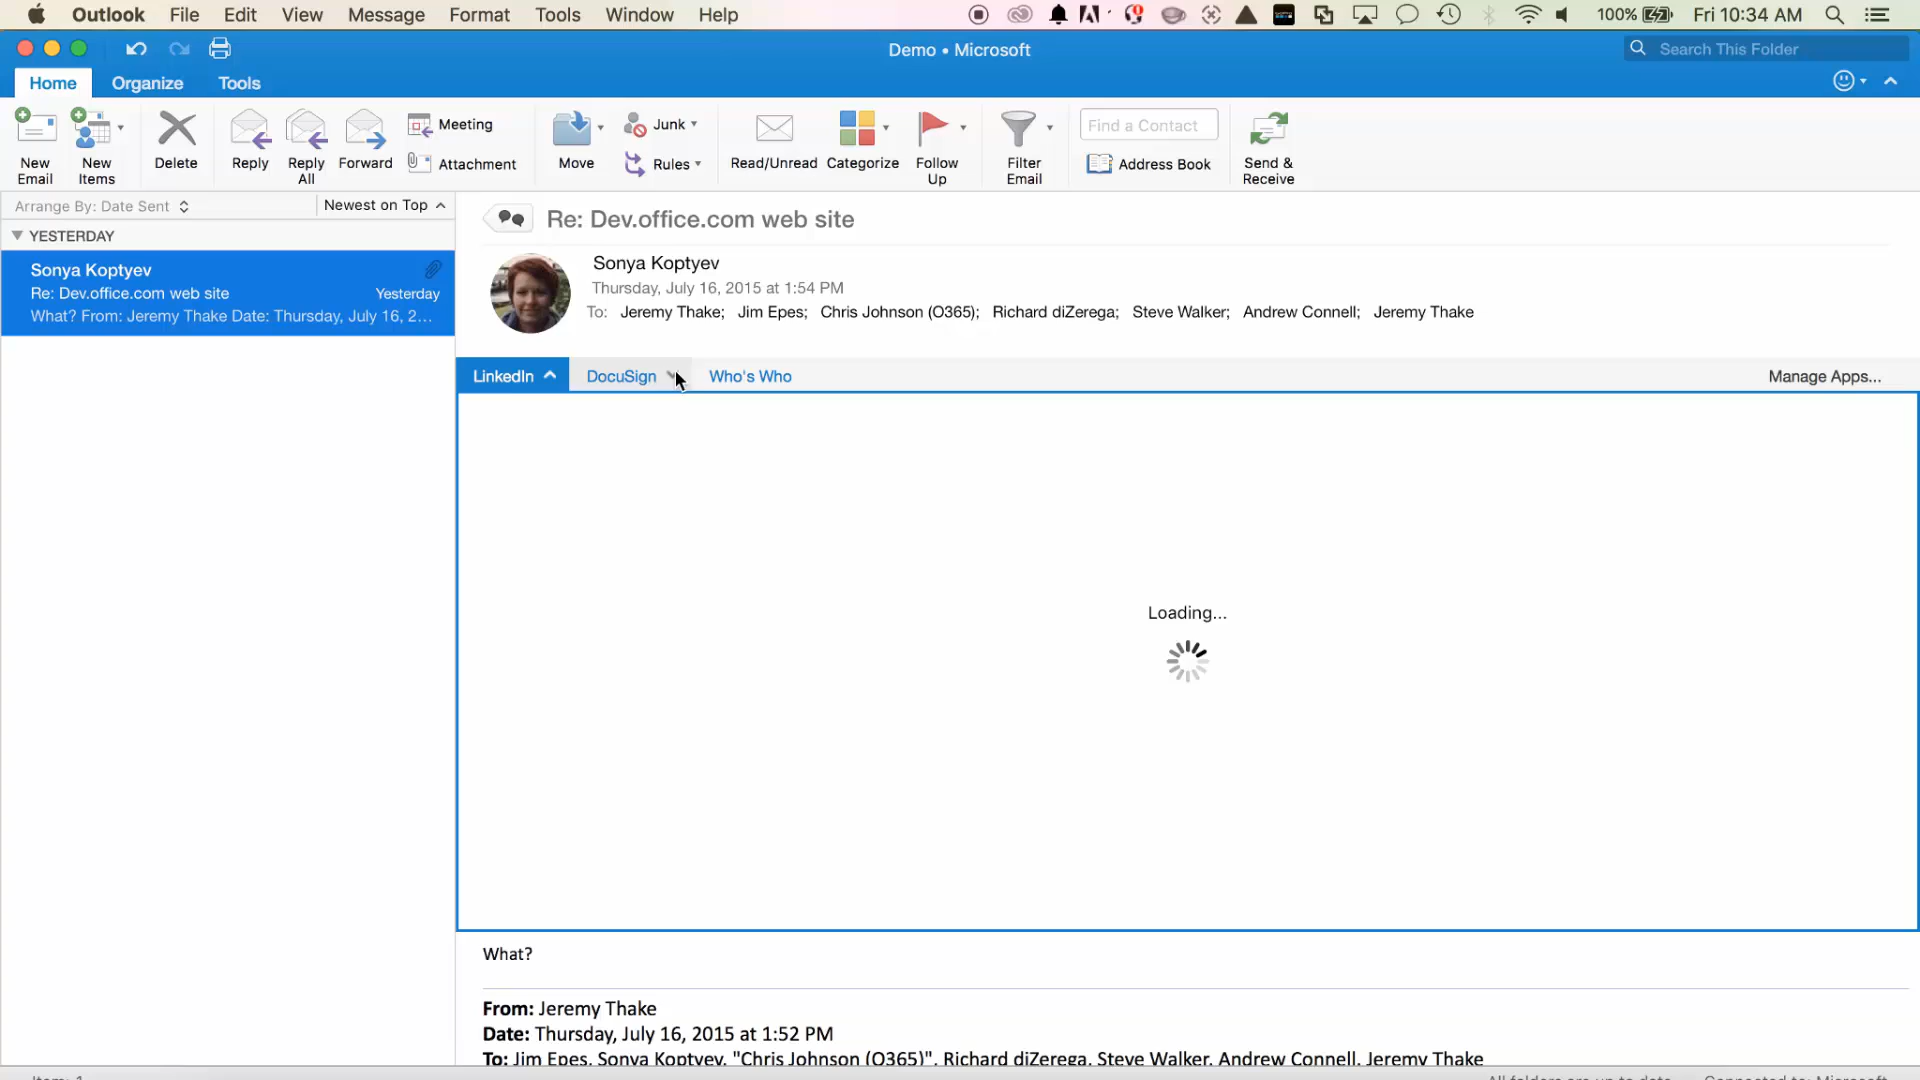 Outlook File Edit View Message Format Tools Window Help 100% Fri 10:34 AM
Demo • Microsoft
Search This Folder
Home Organize Tools
New Email
New Items
Delete
Reply
Reply All
Forward
Meeting
Attachment
Move
Junk
Rules
Read/Unread
Categorize
Follow Up
Filter Email
Find a Contact
Address Book
Send & Receive
Arrange By: Date Sent Newest on Top
YESTERDAY
Sonya Koptyev
Re: Dev.office.com web site Yesterday
What? From: Jeremy Thake Date: Thursday, July 16, 2...
Re: Dev.office.com web site
Sonya Koptyev
Thursday, July 16, 2015 at 1:54 PM
To: Jeremy Thake; Jim Epes; Chris Johnson (O365); Richard diZerega; Steve Walker; Andrew Connell; Jeremy Thake
LinkedIn DocuSign Who's Who Manage Apps...
Loading...
What?
From: Jeremy Thake
Date: Thursday, July 16, 2015 at 1:52 PM
To: Jim Epes, Sonya Koptyev, "Chris Johnson (O365)", Richard diZerega, Steve Walker, Andrew Connell, Jeremy Thake